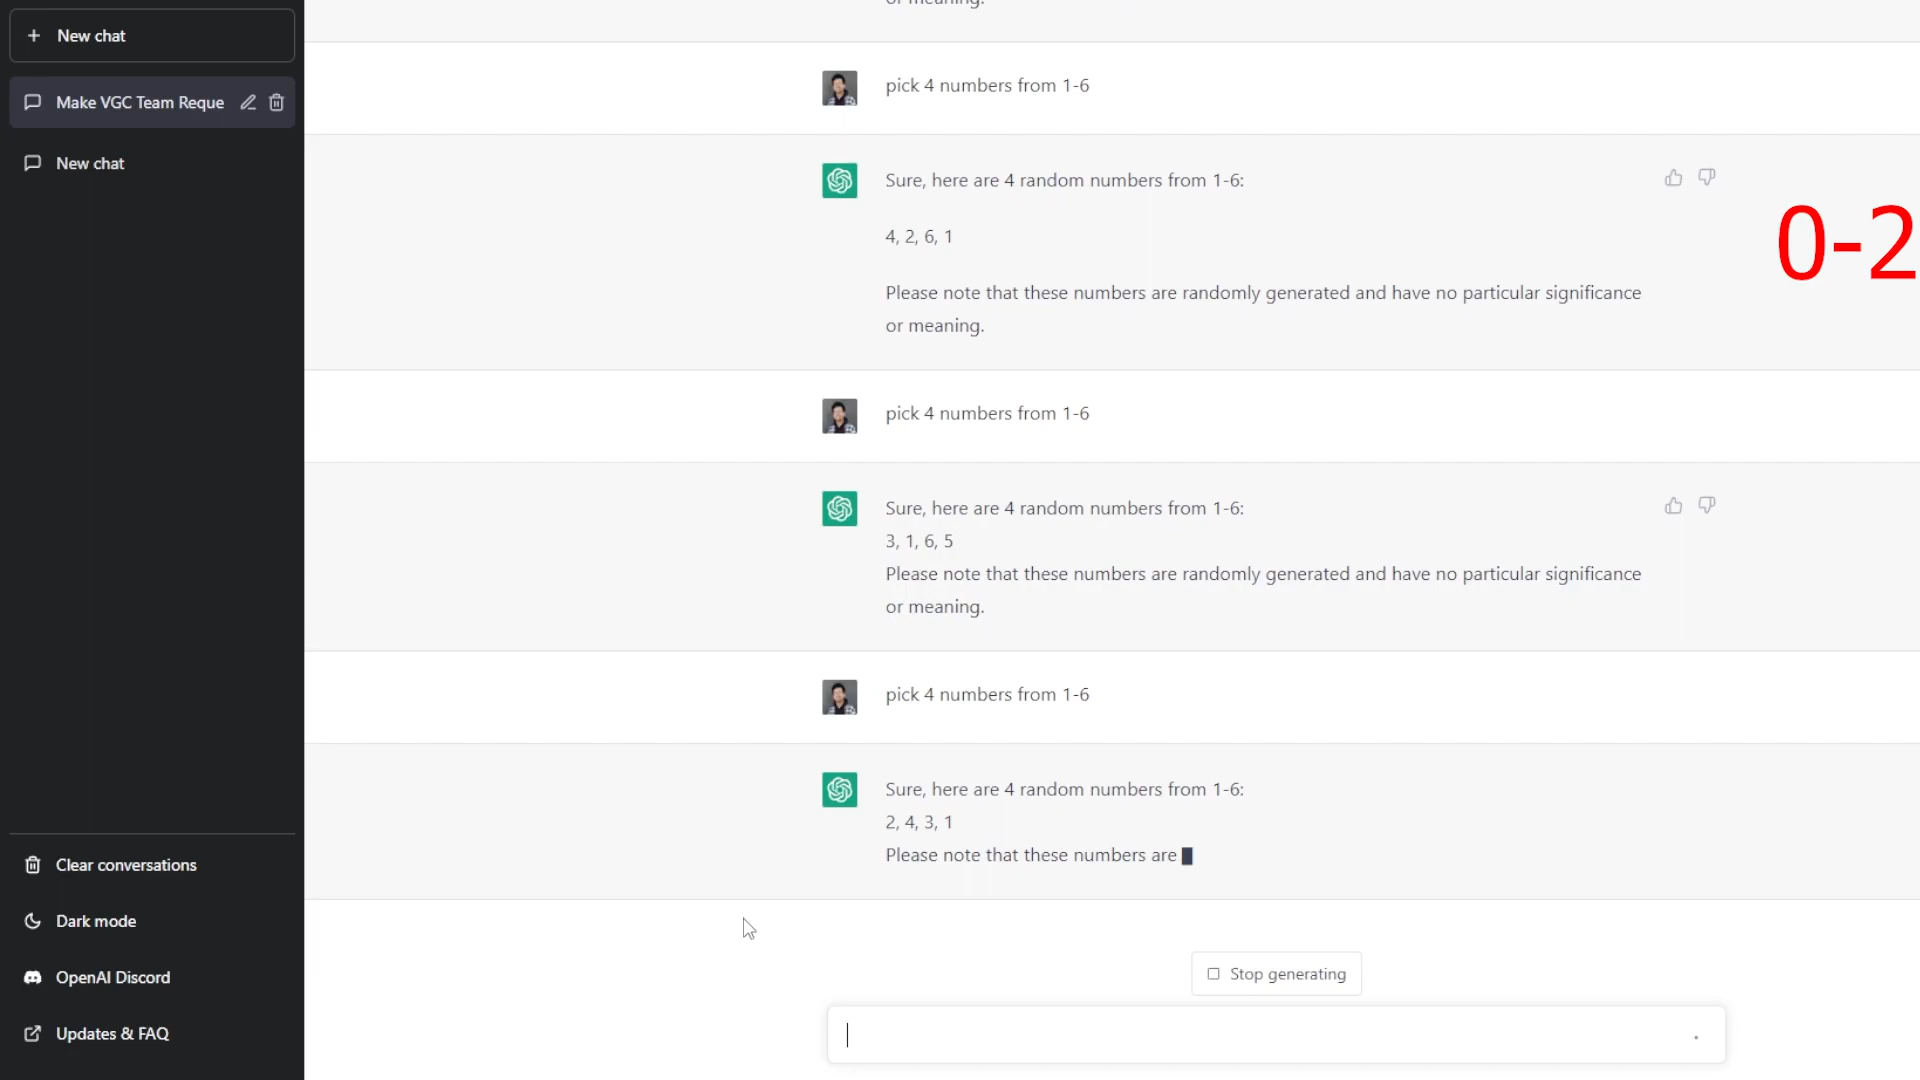 New chat
Make VGC Team Reque
New chat
Clear conversations
Dark mode
OpenAI Discord
Updates & FAQ
or meaning.
pick 4 numbers from 1-6
Sure, here are 4 random numbers from 1-6:
4, 2, 6, 1
Please note that these numbers are randomly generated and have no particular significance
or meaning.
0-2
pick 4 numbers from 1-6
Sure, here are 4 random numbers from 1-6:
3, 1, 6, 5
Please note that these numbers are randomly generated and have no particular significance
or meaning.
pick 4 numbers from 1-6
Sure, here are 4 random numbers from 1-6:
2, 4, 3, 1
Please note that these numbers are
Stop generating